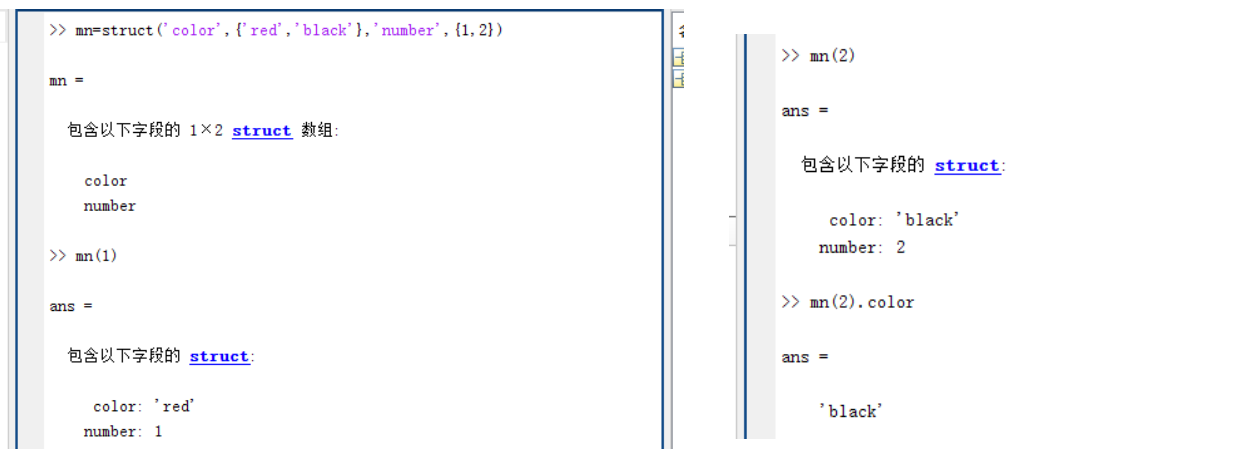 >> mn=struct('color',{'red','black'},'number',{1,2})
mn =
包含以下字段的 1×2 struct 数组:
color
number
>> mn(1)
ans =
包含以下字段的 struct:
color: 'red'
number: 1
>> mn(2)
ans =
包含以下字段的 struct:
color: 'black'
number: 2
>> mn(2).color
ans =
'black'